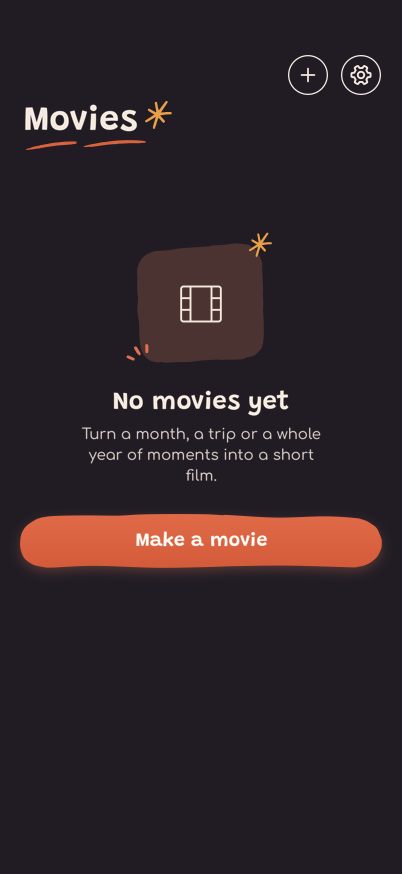 Movies
No movies yet
Turn a month, a trip or a whole
year of moments into a short
film.
Make a movie